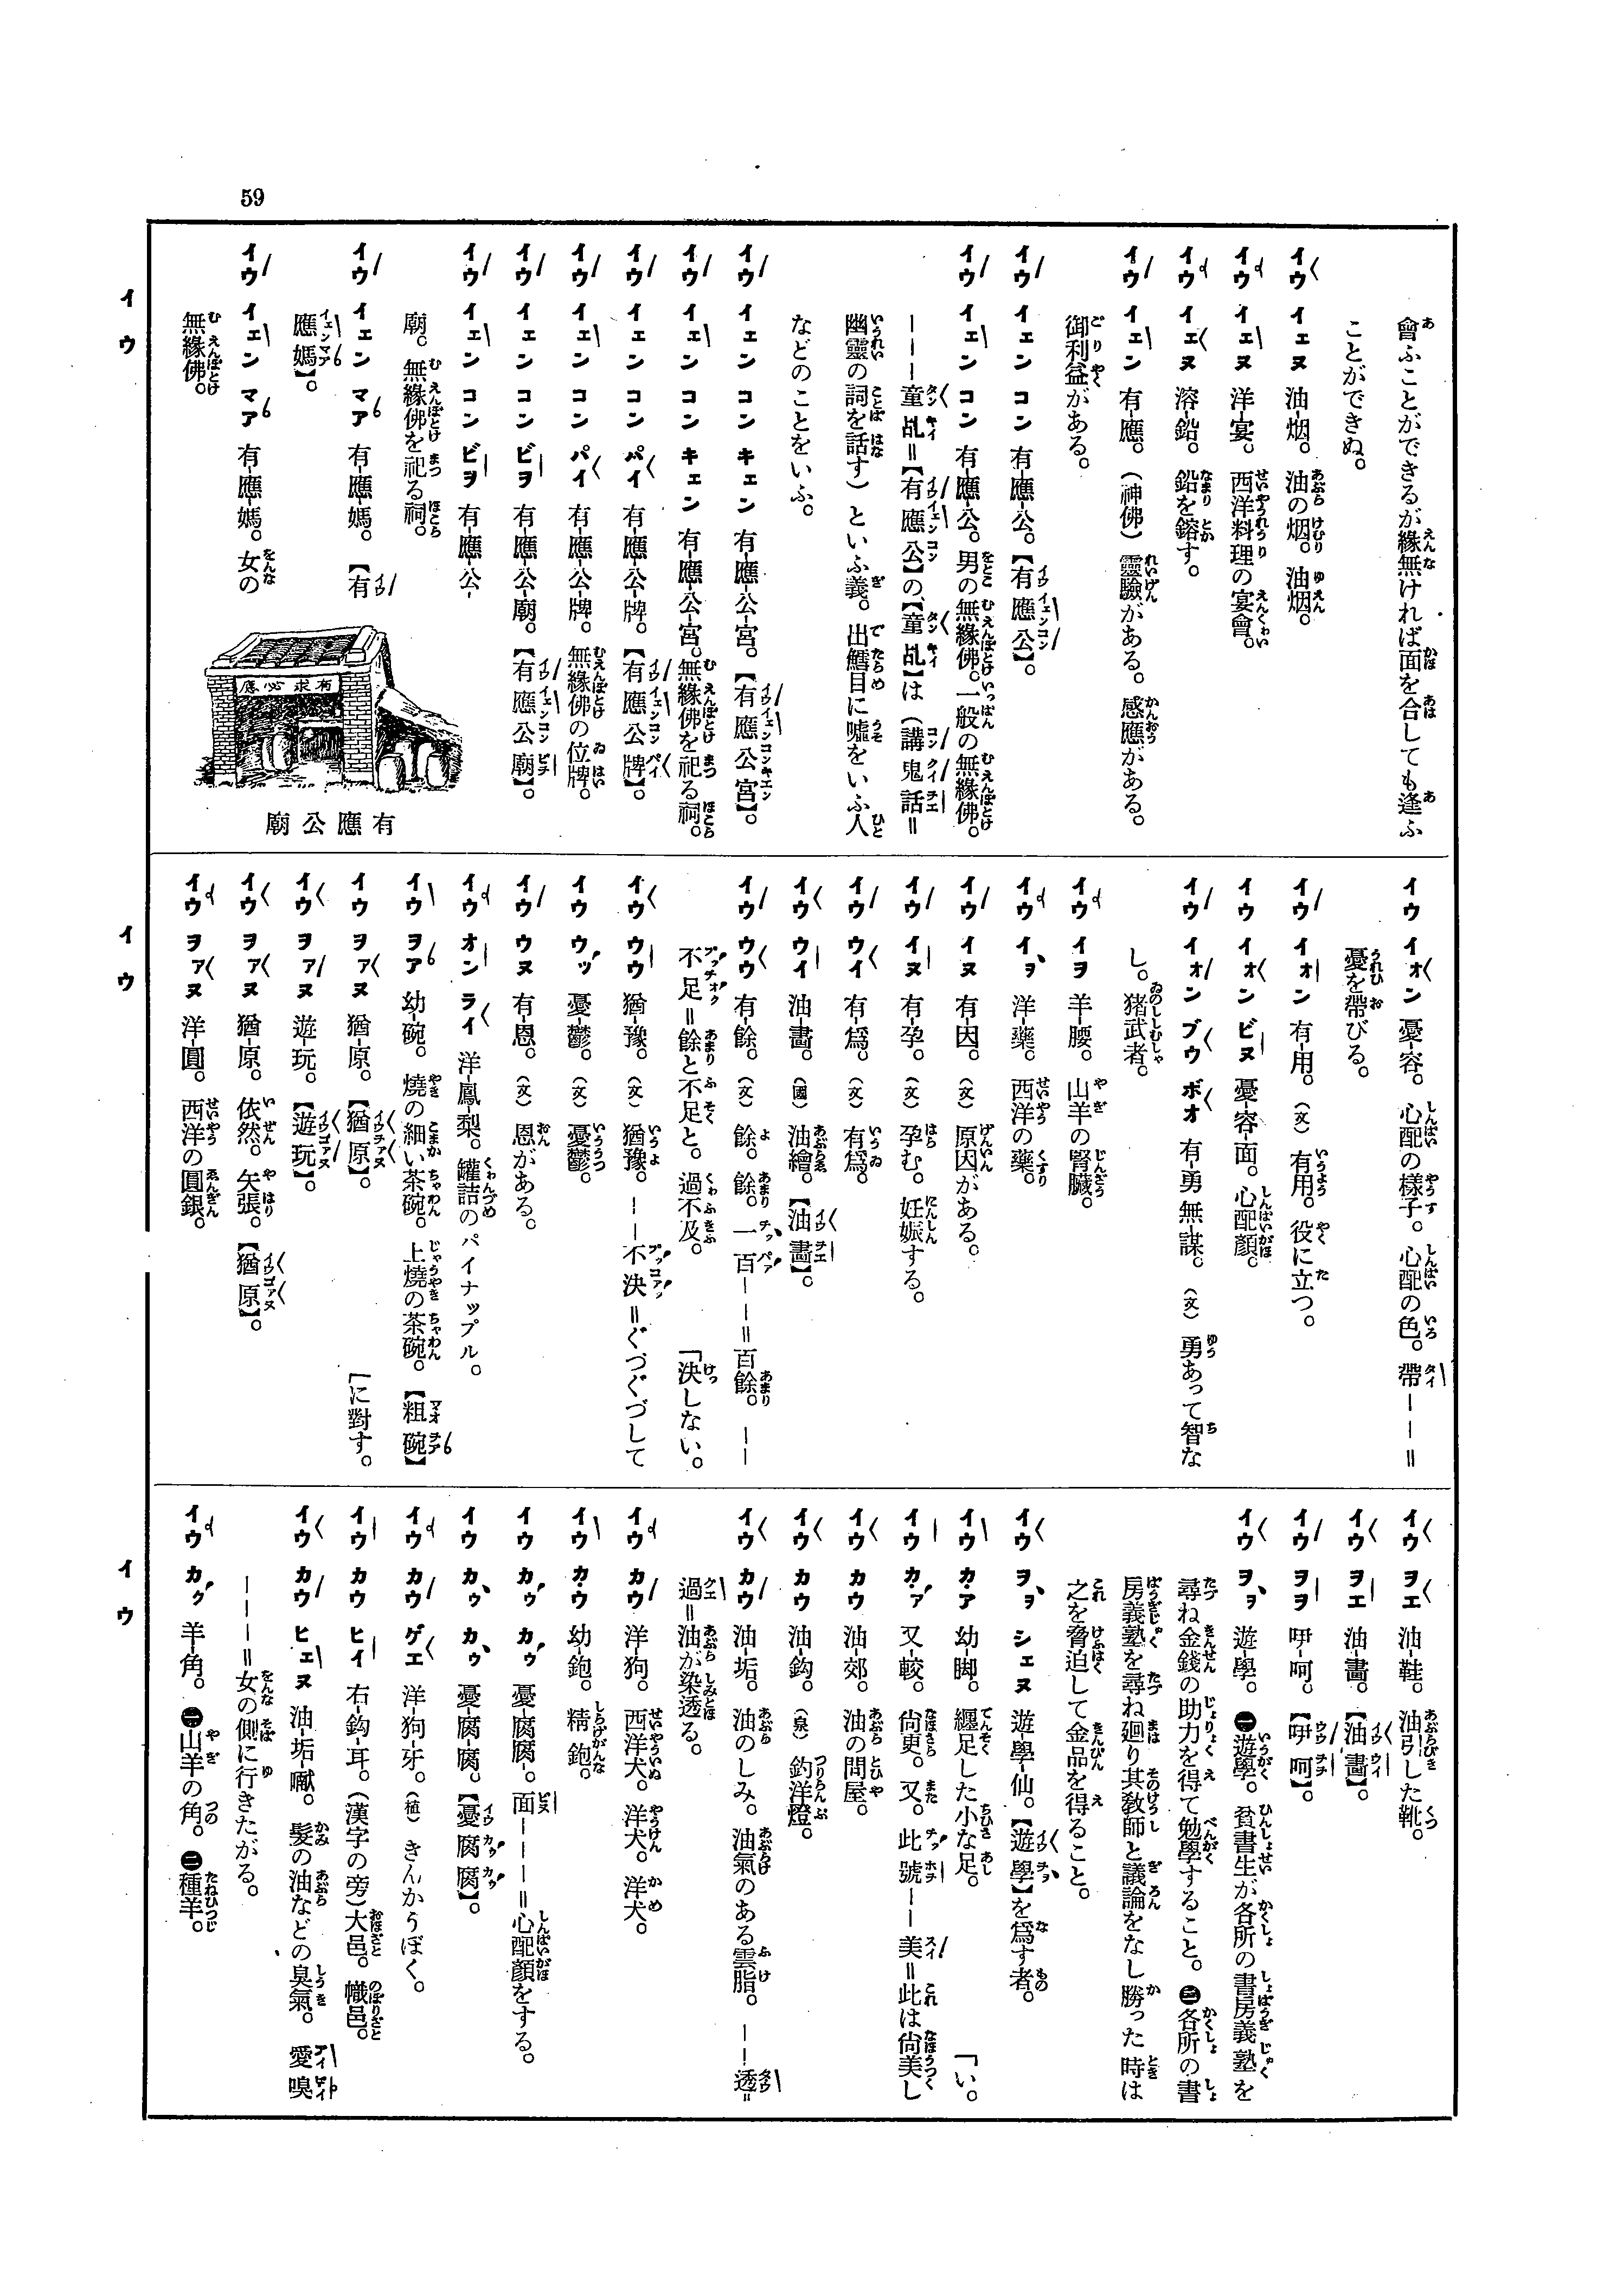 59
會ふことができるが緣無ければ面を合しても逢ふ
ことができぬ。
イウ イェヌ 油-烟。油の烟。油烟。
イウ イェヌ 洋-宴。西洋料理の宴會。
イウ イェヌ 溶-鉛。鉛を鎔す。
イウ イェン 有-應。（神佛）靈驗がある。感應がある。
御利益がある。
イウ イェン コン 有-應-公。【有應公】。
イウ イェン コン 有-應-公。男の無緣佛。一般の無緣佛。
｜｜｜童乩＝【有應公】の【童乩】は（講鬼話＝
幽靈の詞を話す）といふ義。出鱈目に噓をいふ人
などのことをいふ。
イウ イェン コン キェン 有-應-公-宮。【有應公宮】。
イウ イェン コン キェン 有-應-公-宮。無緣佛を祀る祠。
イウ イェン コン パイ 有-應-公-牌。【有應公牌】。
イウ イェン コン パイ 有-應-公-牌。無緣佛の位牌。
イウ イェン コン ビヲ 有-應-公-廟。【有應公廟】。
イウ イェン コン ビヲ 有-應-公-
廟。無緣佛を祀る祠。
イウ イェン マア 有-應-媽。【有
應媽】。
イウ イェン マア 有-應-媽。女の
無緣佛。
有求必應
有應公廟
イウ
イウ イォン 憂-容。心配の樣子。心配の色。帶｜｜＝
憂を帶びる。
イウ イォン 有-用。（文）有用。役に立つ。
イウ イォン ビヌ 憂-容-面。心配顏。
イウ イォン ブウ ボオ 有-勇 無-謀。（文）勇あって智な
し。猪武者。
イウ イヲ 羊-腰。山羊の腎臟。
イウ イヲ 洋-藥。西洋の藥。
イウ イヌ 有-因。（文）原因がある。
イウ イヌ 有-孕。（文）孕む。妊娠する。
イウ ウイ 有-爲。（文）有爲。
イウ ウイ 油-畫。（國）油繪。【油畫】。
イウ ウウ 有-餘。（文）餘。餘。一百｜｜＝百餘。｜｜
不足＝餘と不足と。過不及。
イウ ウウ 猶-豫。（文）猶豫。｜｜不決＝ぐづぐづして
「決しない。
イウ ウッ 憂-鬱。（文）憂鬱。
イウ ウヌ 有-恩。（文）恩がある。
イウ オン ライ 洋-鳳-梨。罐詰のパイナップル。
イウ ヲア 幼-碗。燒の細い茶碗。上燒の茶碗。【粗碗】
「に對す。
イウ ヲァヌ 猶-原。【猶原】。
イウ ヲァヌ 遊-玩。【遊玩】。
イウ ヲァヌ 猶-原。依然。矢張。【猶原】。
イウ ヲァヌ 洋-圓。西洋の圓銀。
イウ
イウ ヲエ 油-鞋。油引した靴。
イウ ヲエ 油-畫。【油畫】。
イウ ヲヲ 呼-呵。【呼呵】。
イウ ヲヲ 遊-學。㊀遊學。貧書生が各所の書房義塾を
尋ね金錢の助力を得て勉學すること。㊁各所の書
房義塾を尋ね廻り其敎師と議論をなし勝った時は
之を脅迫して金品を得ること。
イウ ヲヲ シェヌ 遊-學-仙。【遊學】を爲す者。
イウ カア 幼-脚。纒足した小な足。
イウ カァ 又-較。尙更。又。此號｜｜美＝此は尙美し
「い。
イウ カウ 油-郊。油の問屋。
イウ カウ 油-鈎。（泉）釣洋燈。
イウ カウ 油-垢。油のしみ。油氣のある雲脂。｜｜透＝
過＝油が染透る。
イウ カウ 洋-狗。西洋犬。洋犬。洋犬。
イウ カウ 幼-鉋。精鉋。
イウ カウ カウ 憂-腐-腐。面｜｜｜＝心配顏をする。
イウ カウ カウ 憂-腐-腐。【憂腐腐】。
イウ カウ ゲエ 洋-狗-牙。（植）きんかうぼく。
イウ カウ ヒイ 右-鈎-耳。（漢字の旁）大邑。幟邑。
イウ カウ ヒェヌ 油-垢-㗾。髮の油などの臭氣。愛嗅
｜｜｜＝女の側に行きたがる。
イウ カク 羊-角。㊀山羊の角。㊁種羊。
イウ